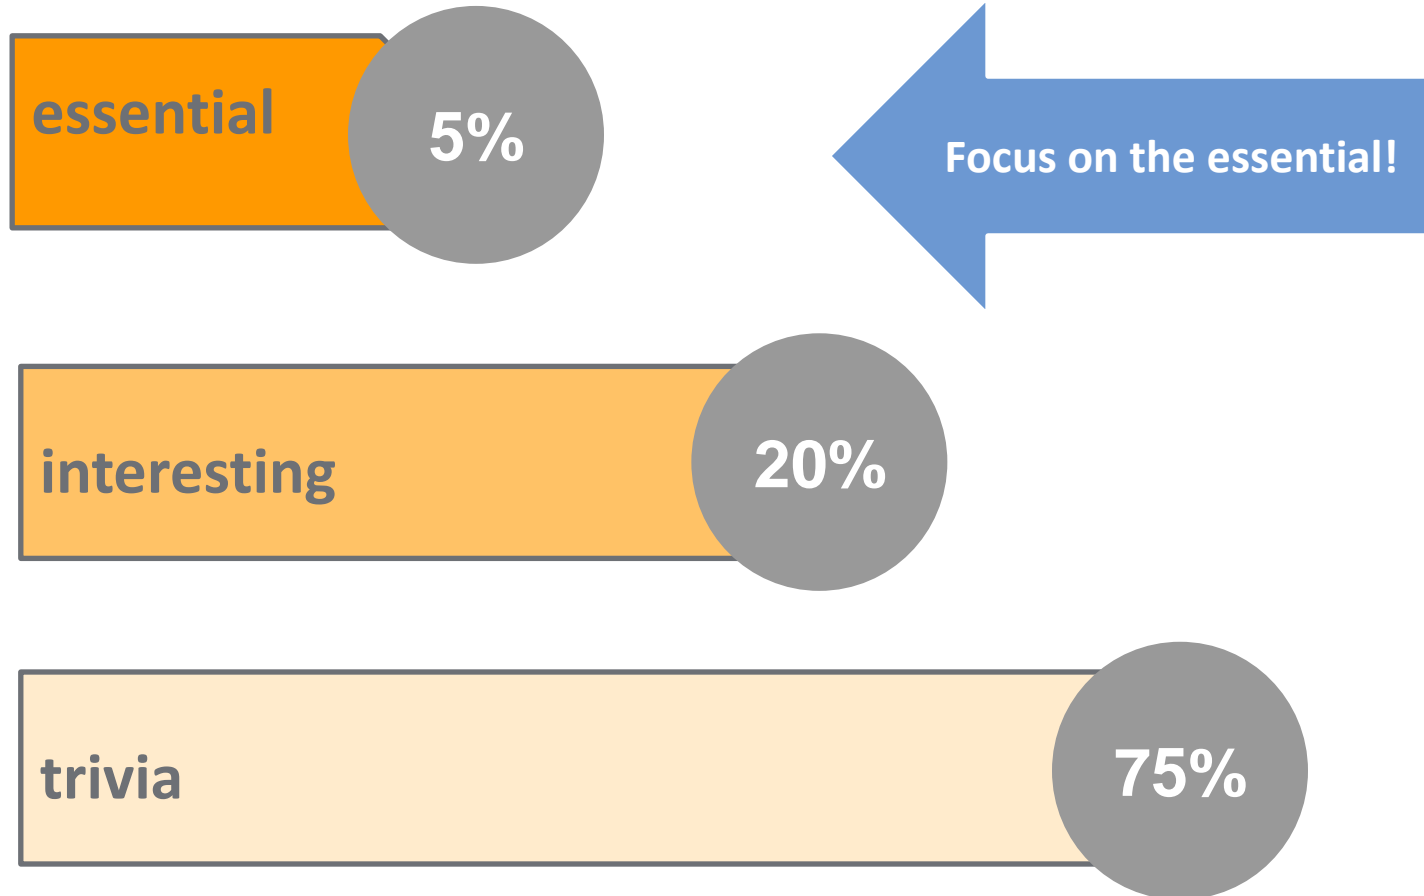 essential
5%
Focus on the essential!
interesting
20%
trivia
75%